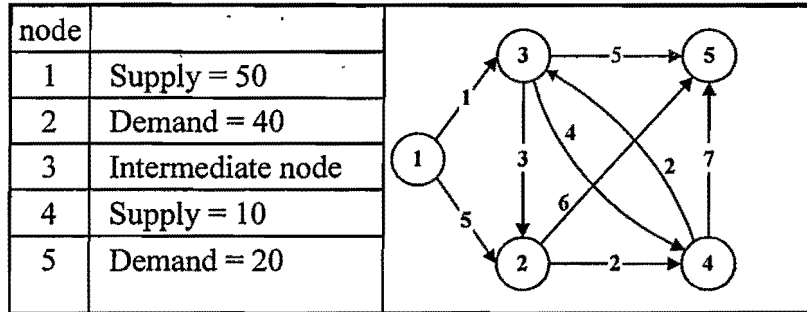 node
1 Supply = 50
2 Demand = 40
3 Intermediate node
4 Supply = 10
5 Demand = 20
3 5 5
1
4
1 3 2
5 6 7
2 2 4